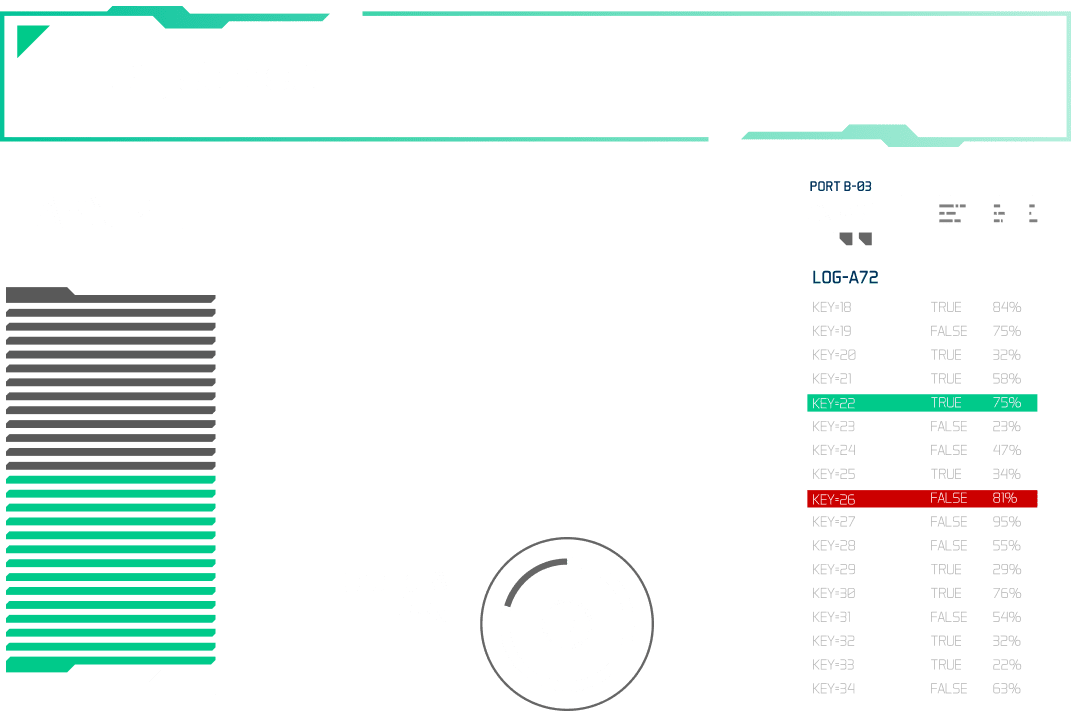 PORT B-03
LOG-A72
KEY=18 TRUE 84%
KEY=19 FALSE 75%
KEY=20 TRUE 32%
KEY=21 TRUE 58%
KEY=22 TRUE 75%
KEY=23 FALSE 23%
KEY=24 FALSE 47%
KEY=25 TRUE 34%
KEY=26 FALSE 81%
KEY=27 FALSE 95%
KEY=28 FALSE 55%
KEY=29 TRUE 29%
KEY=30 TRUE 76%
KEY=31 FALSE 54%
KEY=32 TRUE 32%
KEY=33 TRUE 22%
KEY=34 FALSE 63%